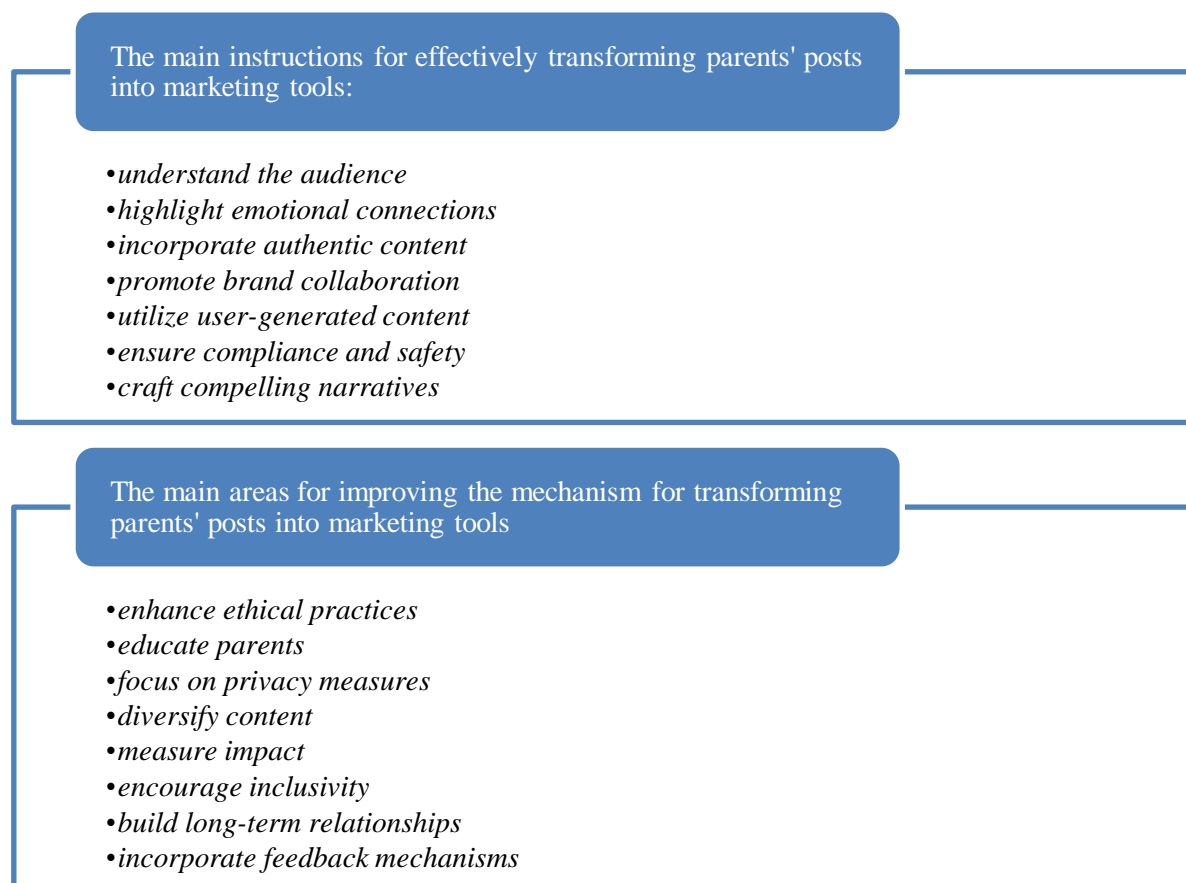 The main instructions for effectively transforming parents' posts
into marketing tools:
•understand the audience
•highlight emotional connections
•incorporate authentic content
•promote brand collaboration
•utilize user-generated content
•ensure compliance and safety
•craft compelling narratives
The main areas for improving the mechanism for transforming
parents' posts into marketing tools
•enhance ethical practices
•educate parents
•focus on privacy measures
•diversify content
•measure impact
•encourage inclusivity
•build long-term relationships
•incorporate feedback mechanisms